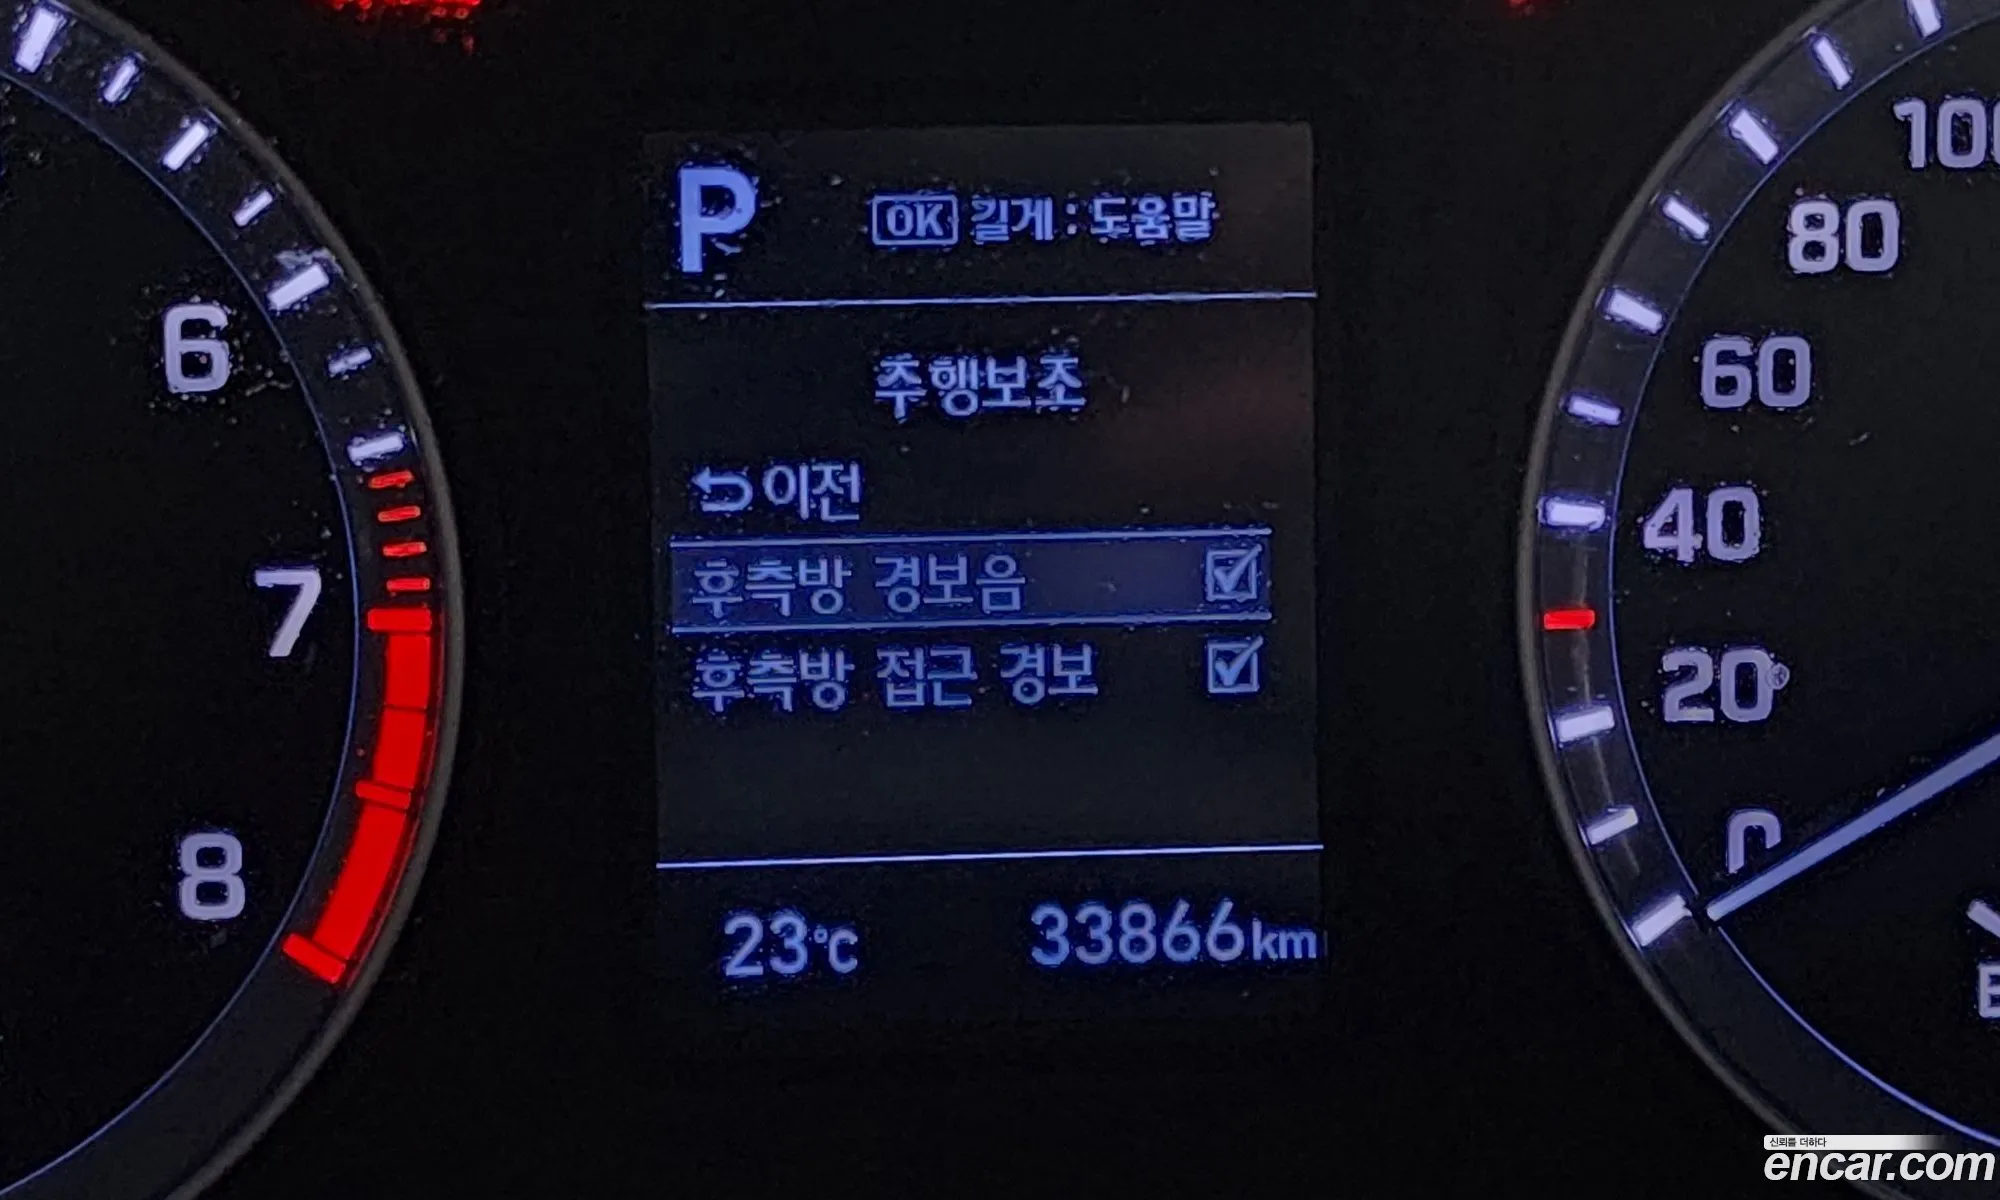 P
OK 길게 : 도움말
주행보조
이전
후측방 경보음
후측방 접근 경보
23°C
33866km
6
7
8
100
80
60
40
20
0
신뢰를 더하다
encar.com